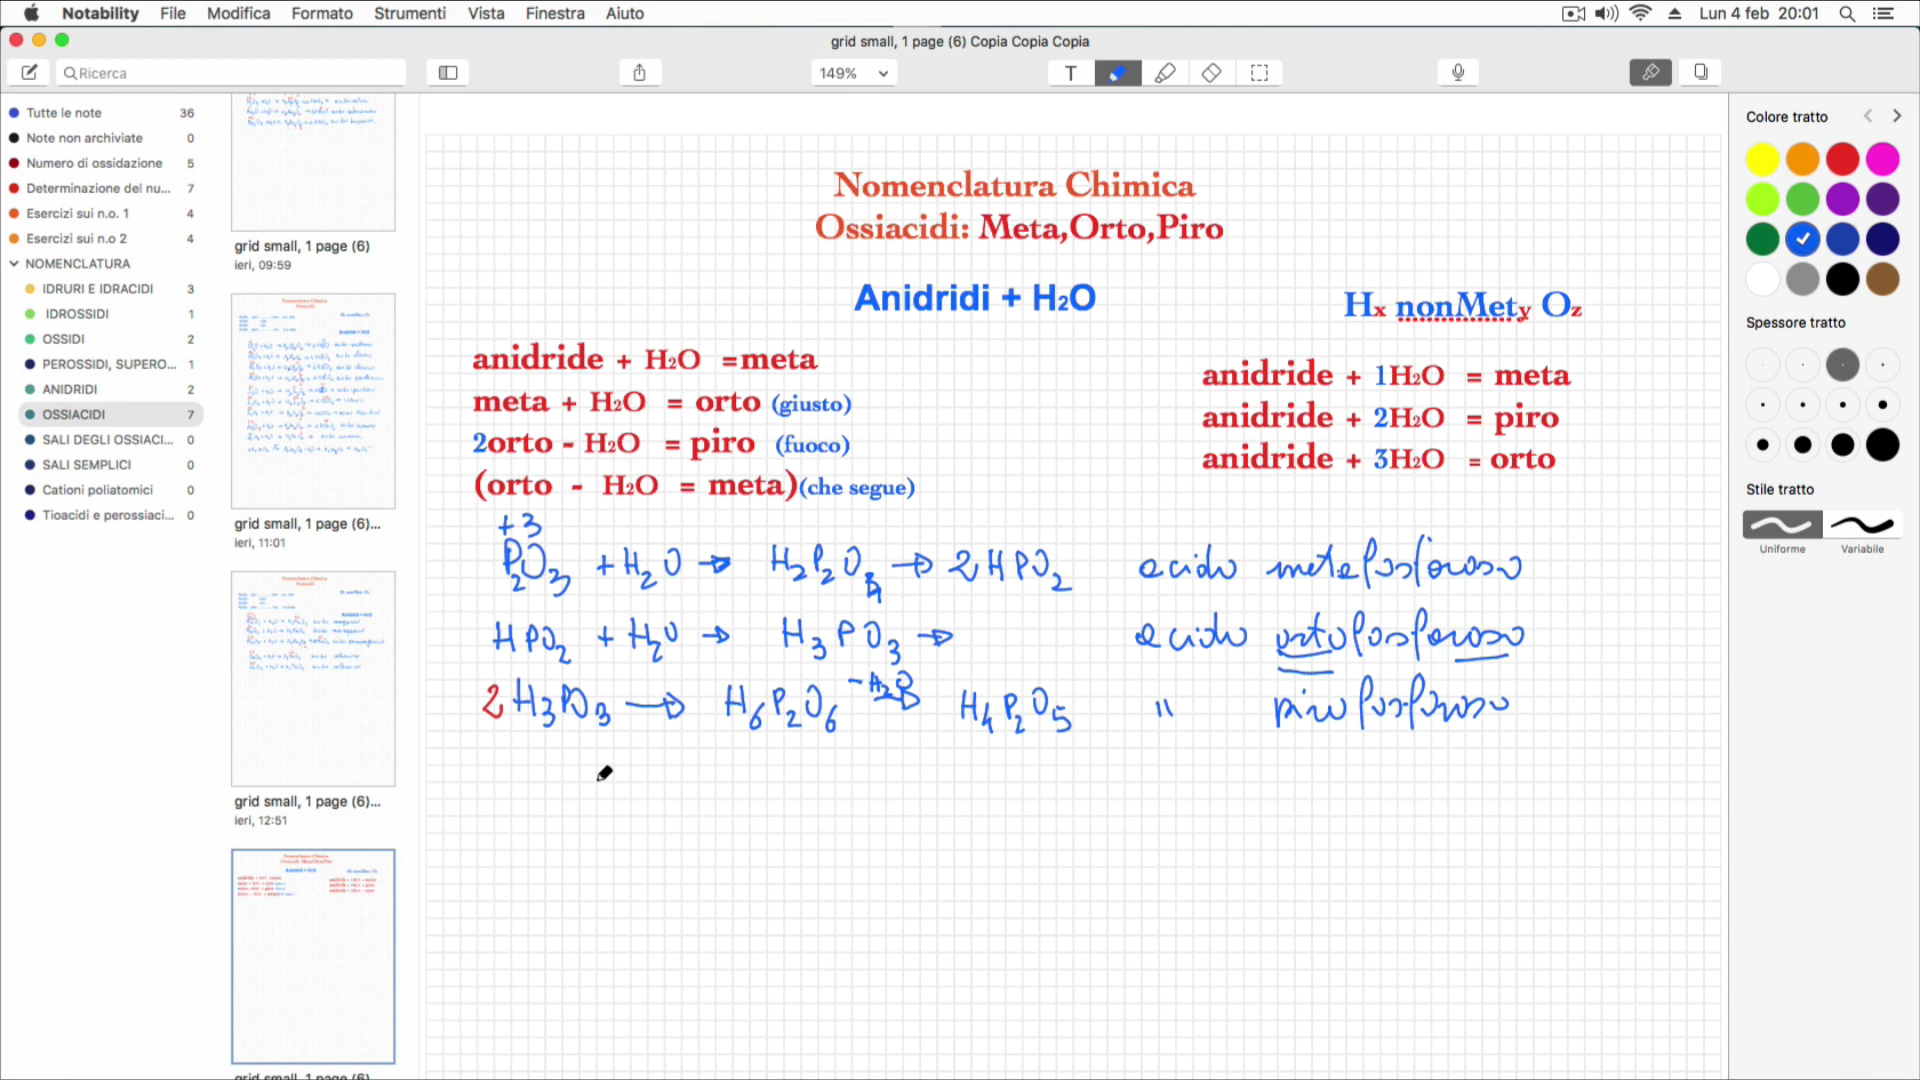 Notability File Modifica Formato Strumenti Vista Finestra Aiuto Lun 4 feb 20:01
grid small, 1 page (6) Copia Copia Copia
Ricerca 149% T
Tutte le note 36
Note non archiviate 0
Numero di ossidazione 5
Determinazione del nu... 7
Esercizi sui n.o. 1 4
Esercizi sui n.o 2 4
NOMENCLATURA
IDRURI E IDRACIDI 3
IDROSSIDI 1
OSSIDI 2
PEROSSIDI, SUPERO... 1
ANIDRIDI 2
OSSIACIDI 7
SALI DEGLI OSSIACI... 0
SALI SEMPLICI 0
Cationi poliatomici 0
Tioacidi e perossiaci... 0
grid small, 1 page (6)
ieri, 09:59
grid small, 1 page (6)...
ieri, 11:01
grid small, 1 page (6)...
ieri, 12:51
grid small, 1 page (6)
Nomenclatura Chimica
Ossiacidi: Meta,Orto,Piro
Anidridi + H₂O
Hx nonMety Oz
anidride + H₂O =meta
meta + H₂O = orto (giusto)
2orto - H₂O = piro (fuoco)
(orto - H₂O = meta)(che segue)
anidride + 1H₂O = meta
anidride + 2H₂O = piro
anidride + 3H₂O = orto
+3
P₂O₃ + H₂O → H₂P₂O₄ → 2HPO₂ acido metafosforoso
HPO₂ + H₂O → H₃PO₃ → acido ortofosforoso
2H₃PO₃ → H₆P₂O₆ -H₂O→ H₄P₂O₅ " pirofosforoso
Colore tratto
Spessore tratto
Stile tratto
Uniforme Variabile